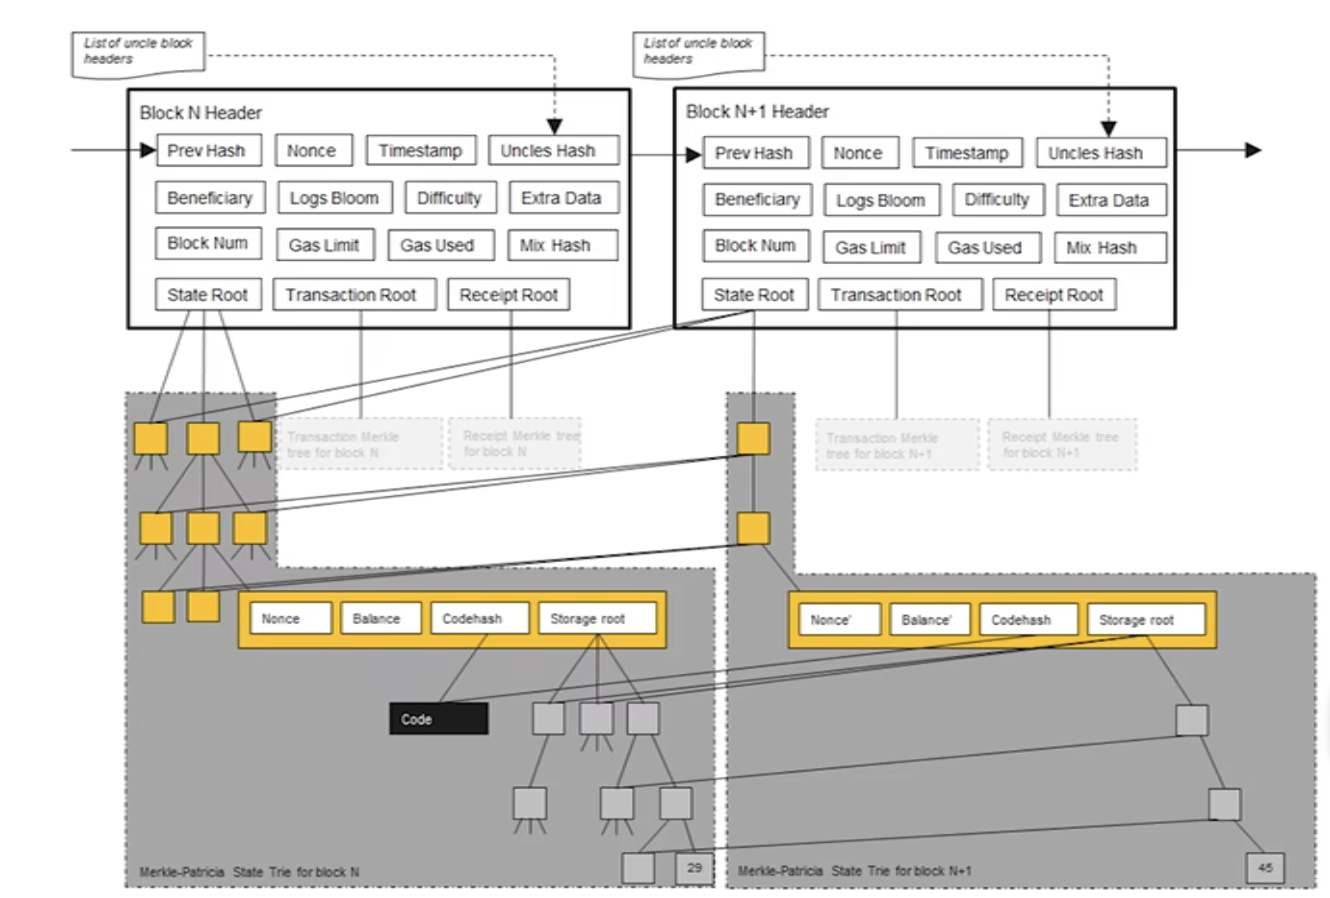 List of uncle block
headers
List of uncle block
headers
Block N Header
Prev Hash
Nonce
Timestamp
Uncles Hash
Beneficiary
Logs Bloom
Difficulty
Extra Data
Block Num
Gas Limit
Gas Used
Mix Hash
State Root
Transaction Root
Receipt Root
Block N+1 Header
Prev Hash
Nonce
Timestamp
Uncles Hash
Beneficiary
Logs Bloom
Difficulty
Extra Data
Block Num
Gas Limit
Gas Used
Mix Hash
State Root
Transaction Root
Receipt Root
Transaction Merkle
tree for block N
Receipt Merkle tree
for block N
Transaction Merkle
tree for block N+1
Receipt Merkle tree
for block N+1
Nonce
Balance
Codehash
Storage root
Nonce'
Balance'
Codehash
Storage root
Code
29
Merkle-Patricia State Trie for block N
45
Merkle-Patricia State Trie for block N+1